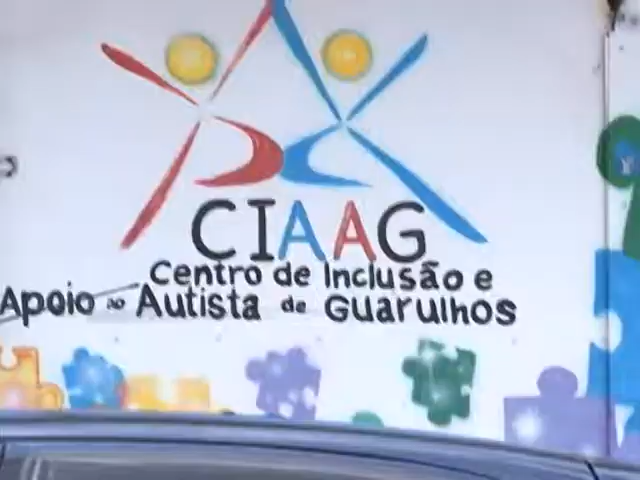 CIAAG
Centro de Inclusão e
Apoio ao Autista de Guarulhos